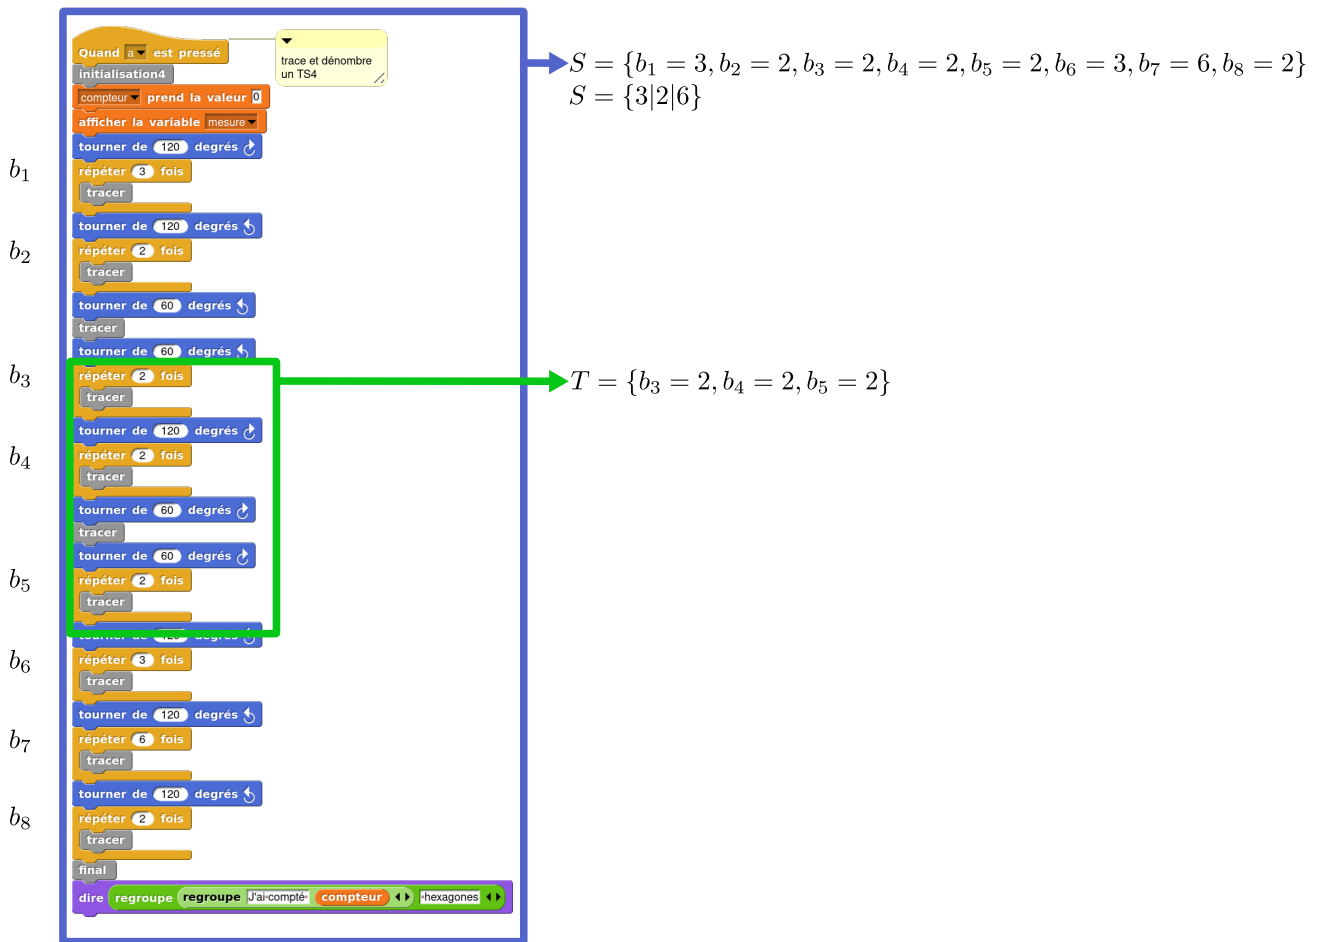 Quand a est pressé
trace et dénombre
un TS4
initialisation4
compteur prend la valeur 0
afficher la variable mesure
tourner de 120 degrés
b1 répéter 3 fois
tracer
tourner de 120 degrés
b2 répéter 2 fois
tracer
tourner de 60 degrés
tracer
tourner de 60 degrés
b3 répéter 2 fois
tracer
tourner de 120 degrés
b4 répéter 2 fois
tracer
tourner de 60 degrés
tracer
tourner de 60 degrés
b5 répéter 2 fois
tracer
tourner de 120 degrés
b6 répéter 3 fois
tracer
tourner de 120 degrés
b7 répéter 6 fois
tracer
tourner de 120 degrés
b8 répéter 2 fois
tracer
final
dire regroupe regroupe J'ai•compté• compteur •hexagones
S = {b1 = 3, b2 = 2, b3 = 2, b4 = 2, b5 = 2, b6 = 3, b7 = 6, b8 = 2}
S = {3|2|6}
T = {b3 = 2, b4 = 2, b5 = 2}